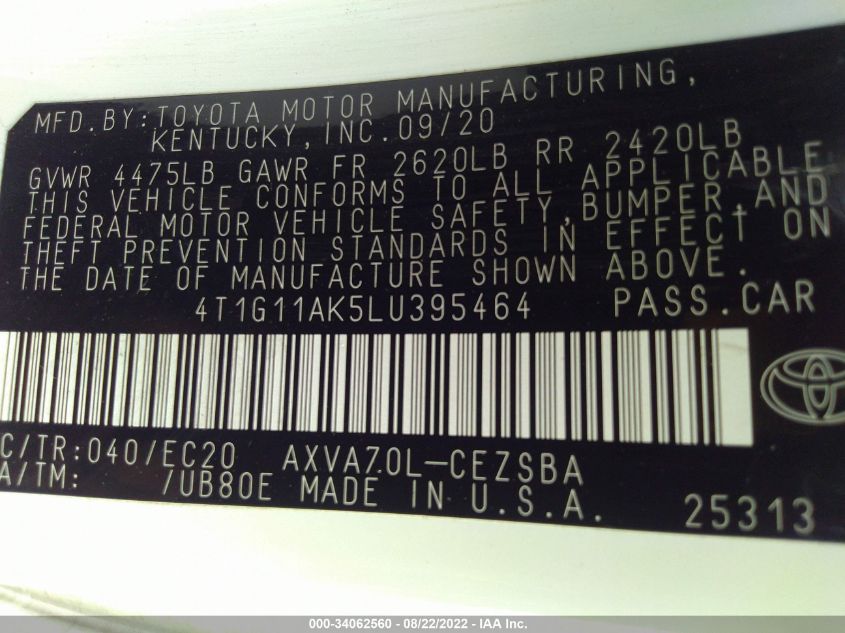 MFD.BY:TOYOTA MOTOR MANUFACTURING,
KENTUCKY,INC.09/20
GVWR 4475LB GAWR FR 2620LB RR 2420LB
THIS VEHICLE CONFORMS TO ALL APPLICABLE
FEDERAL MOTOR VEHICLE SAFETY,BUMPER,AND
THEFT PREVENTION STANDARDS IN EFFECT ON
THE DATE OF MANUFACTURE SHOWN ABOVE.
4T1G11AK5LU395464 PASS.CAR
C/TR:040/EC20 AXVA70L-CEZSBA
A/TM: /UB80E MADE IN U.S.A.
25313
000-34062560 - 08/22/2022 - IAA Inc.